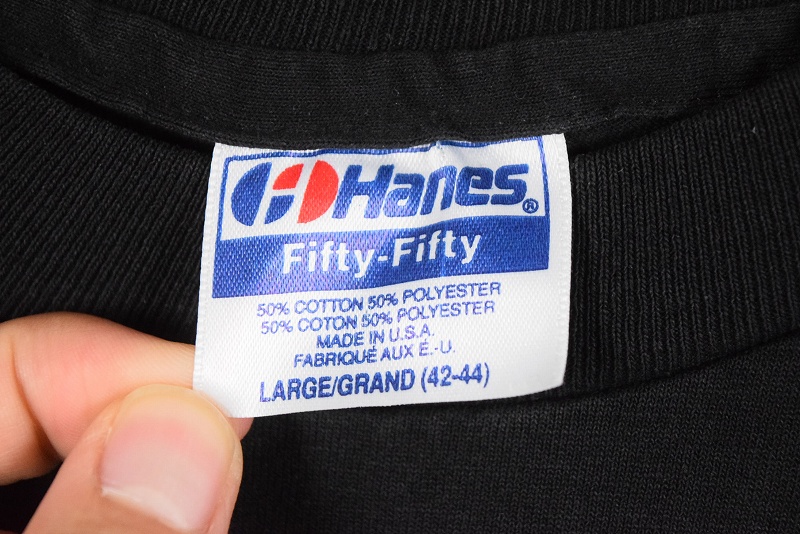 Hanes®
Fifty-Fifty
50% COTTON 50% POLYESTER
50% COTON 50% POLYESTER
MADE IN U.S.A.
FABRIQUÉ AUX É.-U.
LARGE/GRAND (42-44)